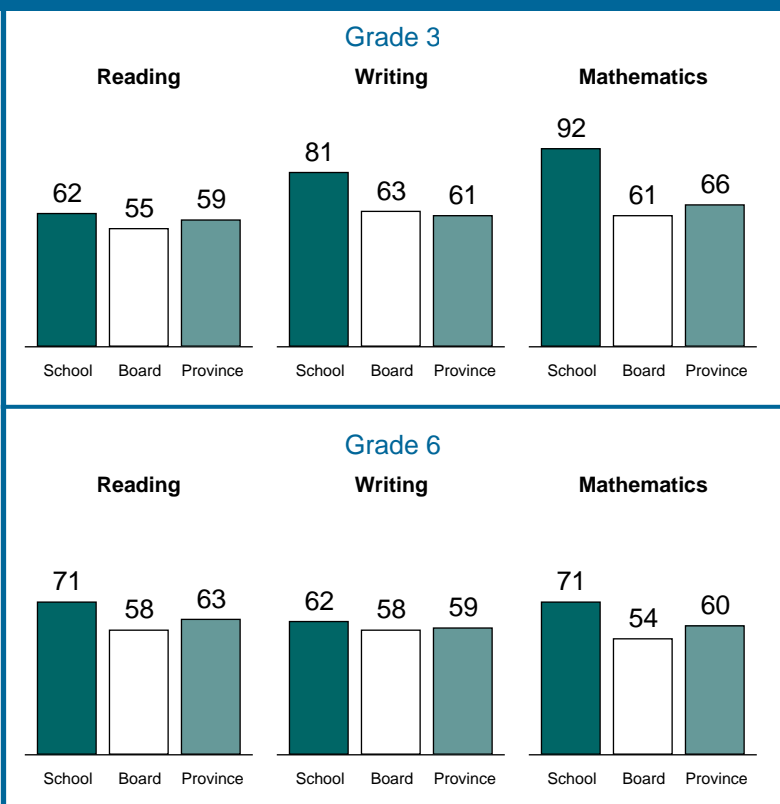 Grade 3
Reading
Writing
Mathematics
62
55
59
81
63
61
92
61
66
School Board Province
School Board Province
School Board Province
Grade 6
Reading
Writing
Mathematics
71
58
63
62
58
59
71
54
60
School Board Province
School Board Province
School Board Province